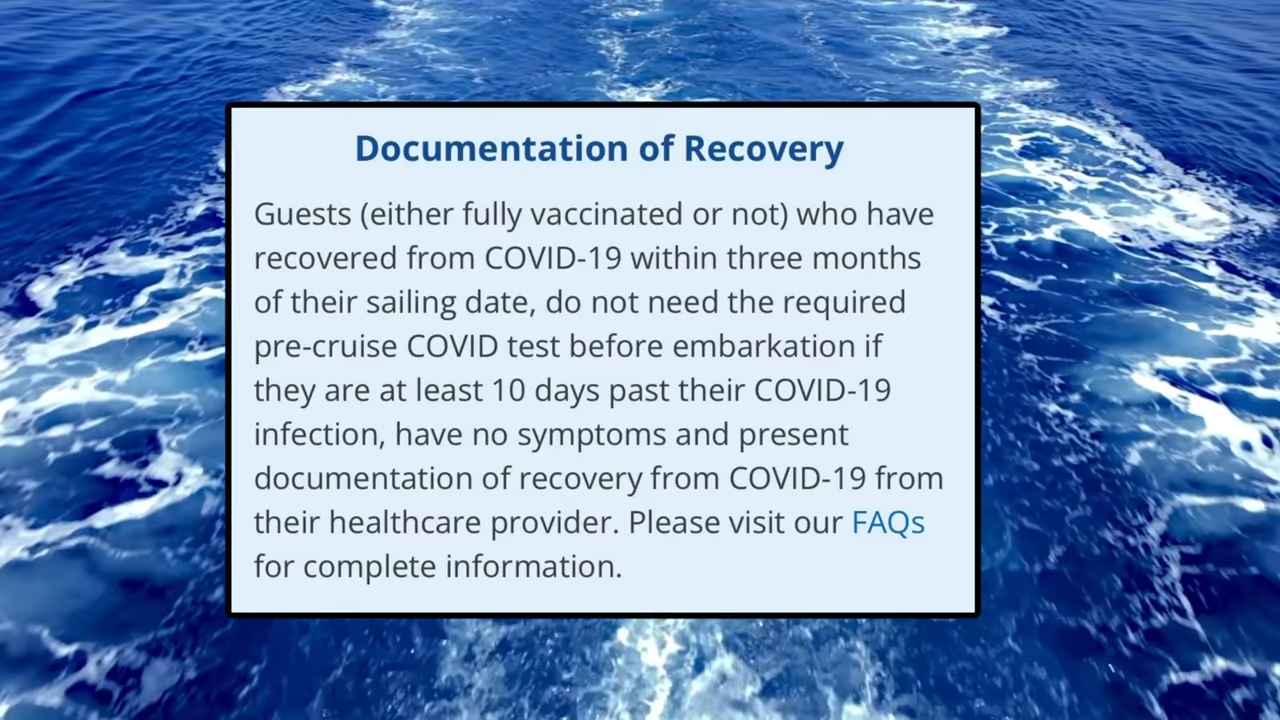 Documentation of Recovery
Guests (either fully vaccinated or not) who have
recovered from COVID-19 within three months
of their sailing date, do not need the required
pre-cruise COVID test before embarkation if
they are at least 10 days past their COVID-19
infection, have no symptoms and present
documentation of recovery from COVID-19 from
their healthcare provider. Please visit our FAQs
for complete information.